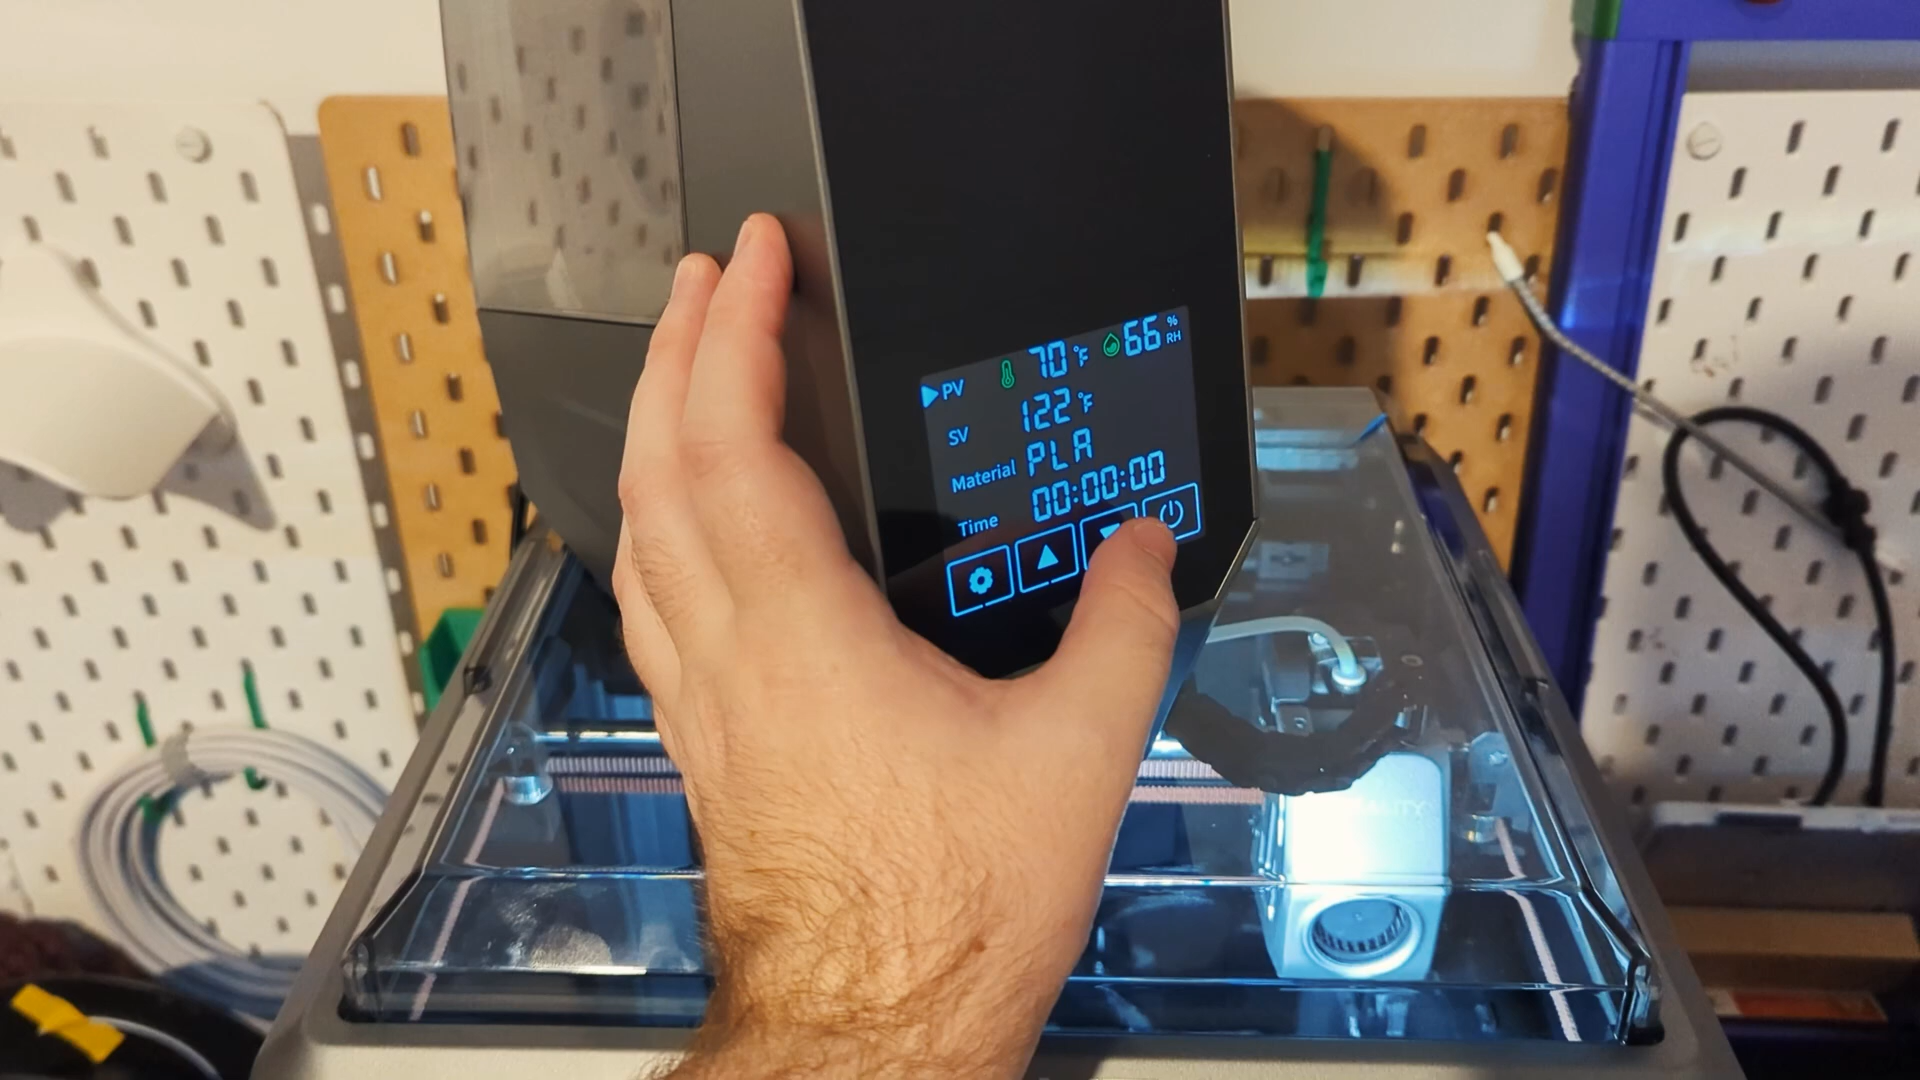 PV 70 °F 66 % RH
SV 122 °F
Material PLA
Time 00:00:00